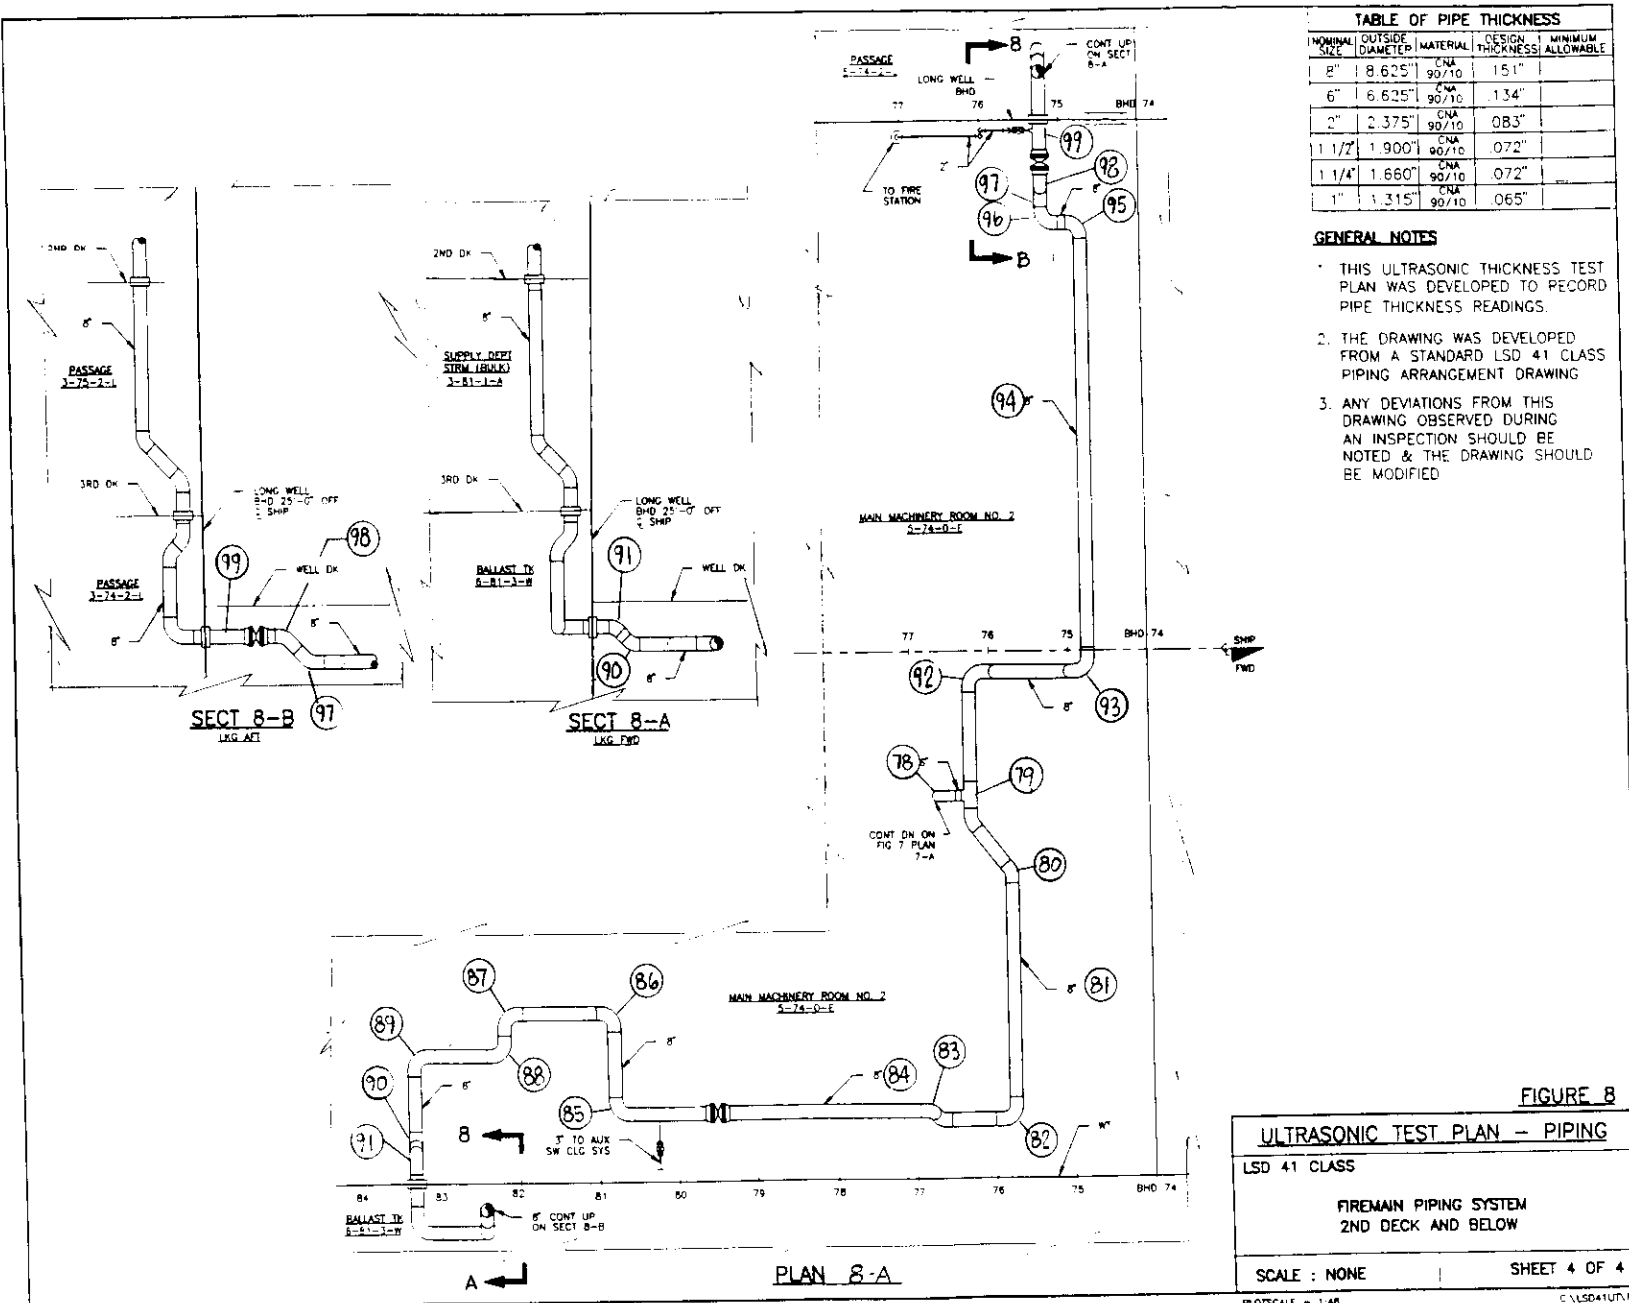 TABLE OF PIPE THICKNESS
NOMINAL SIZE OUTSIDE DIAMETER MATERIAL DESIGN THICKNESS MINIMUM ALLOWABLE
8" 8.625" CNA 90/10 .151"
6" 6.625" CNA 90/10 .134"
2" 2.375" CNA 90/10 083"
1 1/2" 1.900" CNA 90/10 .072"
1 1/4" 1.660" CNA 90/10 .072"
1" 1.315" CNA 90/10 .065"
GENERAL NOTES
THIS ULTRASONIC THICKNESS TEST
PLAN WAS DEVELOPED TO RECORD
PIPE THICKNESS READINGS.
2. THE DRAWING WAS DEVELOPED
FROM A STANDARD LSD 41 CLASS
PIPING ARRANGEMENT DRAWING
3. ANY DEVIATIONS FROM THIS
DRAWING OBSERVED DURING
AN INSPECTION SHOULD BE
NOTED & THE DRAWING SHOULD
BE MODIFIED
2ND DK
8"
PASSAGE
3-75-2-L
3RD DK
LONG WELL
BHD 25'-0" OFF
℄ SHIP
PASSAGE
3-74-2-L
8"
99
98
WELL DK
8"
97
SECT 8-B
LKG AFT
2ND DK
8"
SUPPLY DEPT
STRM (BULK)
3-81-1-A
3RD DK
LONG WELL
BHD 25'-0" OFF
℄ SHIP
BALLAST TK
6-81-3-W
91
WELL DK
90
8"
SECT 8-A
LKG FWD
PASSAGE
8
CONT UP
ON SECT
8-A
LONG WELL
BHD
77
76
75
BHD 74
99
2"
TO FIRE
STATION
98
97
96
8"
95
B
94
8"
MAIN MACHINERY ROOM NO. 2
5-74-0-E
77
76
75
BHD 74
SHIP
FWD
92
8"
93
78
79
CONT DN ON
FIG 7 PLAN
7-A
80
8"
81
MAIN MACHINERY ROOM NO. 2
5-74-0-E
87
86
89
88
8"
90
8"
91
8
85
3" TO AUX
SW CLG SYS
8"
84
83
82
84
83
82
81
80
79
78
77
76
75
BHD 74
BALLAST TK
6-81-3-W
8" CONT UP
ON SECT 8-B
A
PLAN 8-A
FIGURE 8
ULTRASONIC TEST PLAN - PIPING
LSD 41 CLASS
FIREMAIN PIPING SYSTEM
2ND DECK AND BELOW
SCALE : NONE
SHEET 4 OF 4